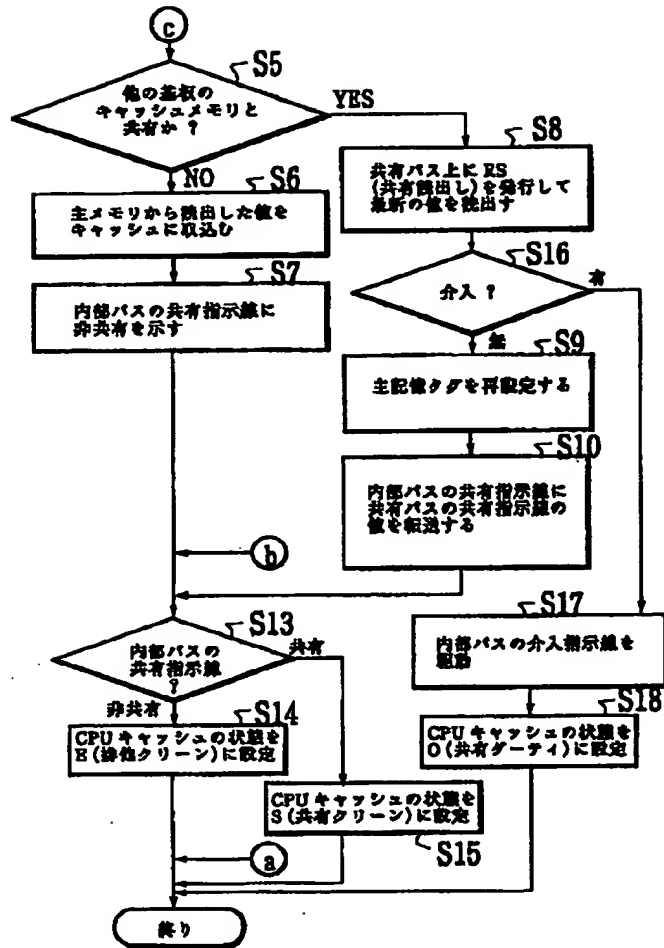 c
S5
他の基板の
キャッシュメモリと
共有か ?
YES
NO
S6
主メモリから読出した値を
キャッシュに取込む
S7
内部バスの共有指示線に
非共有を示す
S8
共有バス上に RS
(共有読出し)を発行して
最新の値を読出す
S16
介入 ?
有
無
S9
主記憶タグを再設定する
S10
内部バスの共有指示線に
共有バスの共有指示線の
値を転送する
b
S13
内部バスの
共有指示線
?
共有
非共有
S14
CPU キャッシュの状態を
E (排他クリーン)に設定
CPU キャッシュの状態を
S (共有クリーン)に設定
S15
S17
内部バスの介入指示線を
駆動
S18
CPU キャッシュの状態を
O (共有ダーティ)に設定
a
終り